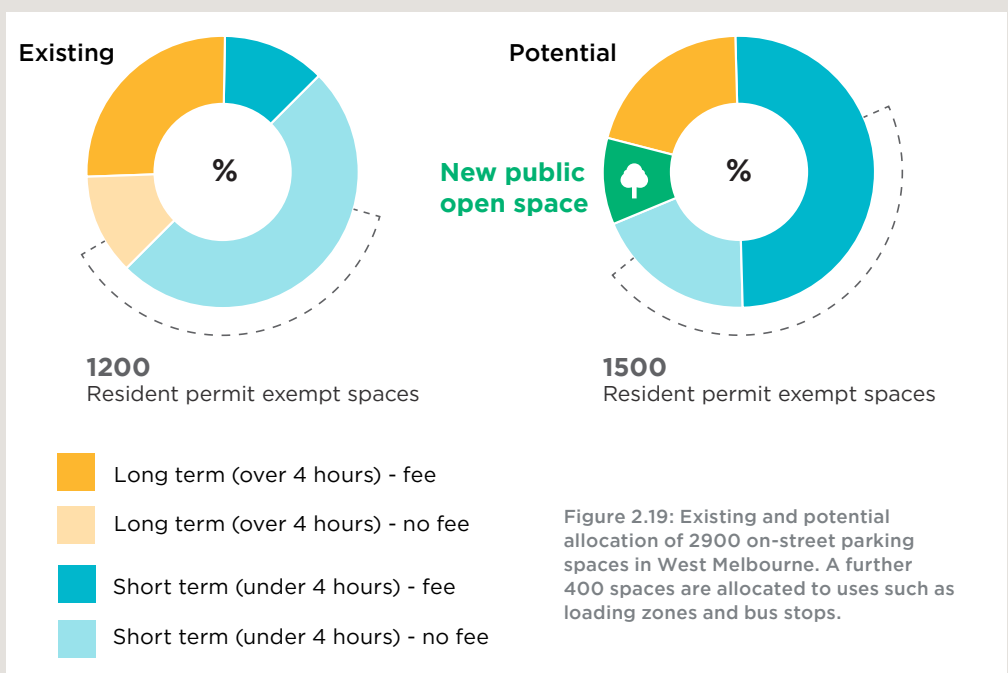 Existing
%
Potential
%
New public
open space
1200
Resident permit exempt spaces
1500
Resident permit exempt spaces
Long term (over 4 hours) - fee
Long term (over 4 hours) - no fee
Short term (under 4 hours) - fee
Short term (under 4 hours) - no fee
Figure 2.19: Existing and potential
allocation of 2900 on-street parking
spaces in West Melbourne. A further
400 spaces are allocated to uses such as
loading zones and bus stops.